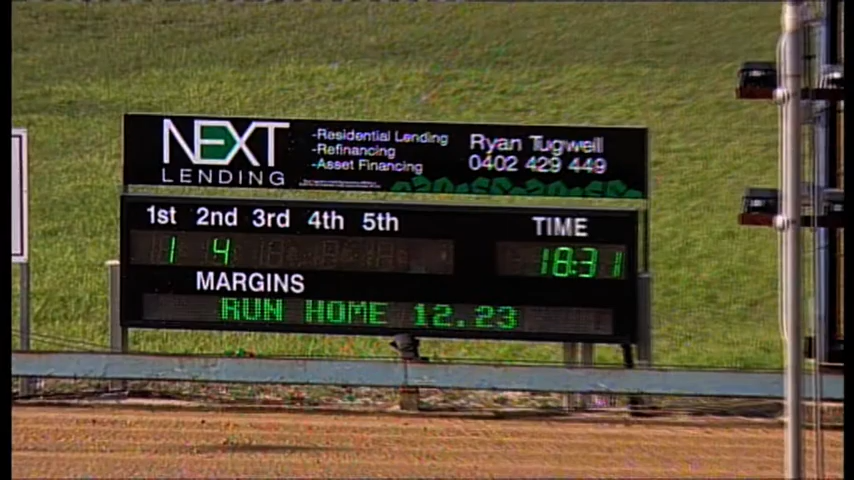 NEXT
LENDING
-Residential Lending
-Refinancing
-Asset Financing
Ryan Tugwell
0402 429 449
1st 2nd 3rd 4th 5th
TIME
1 4
18:31
MARGINS
RUN HOME 12.23